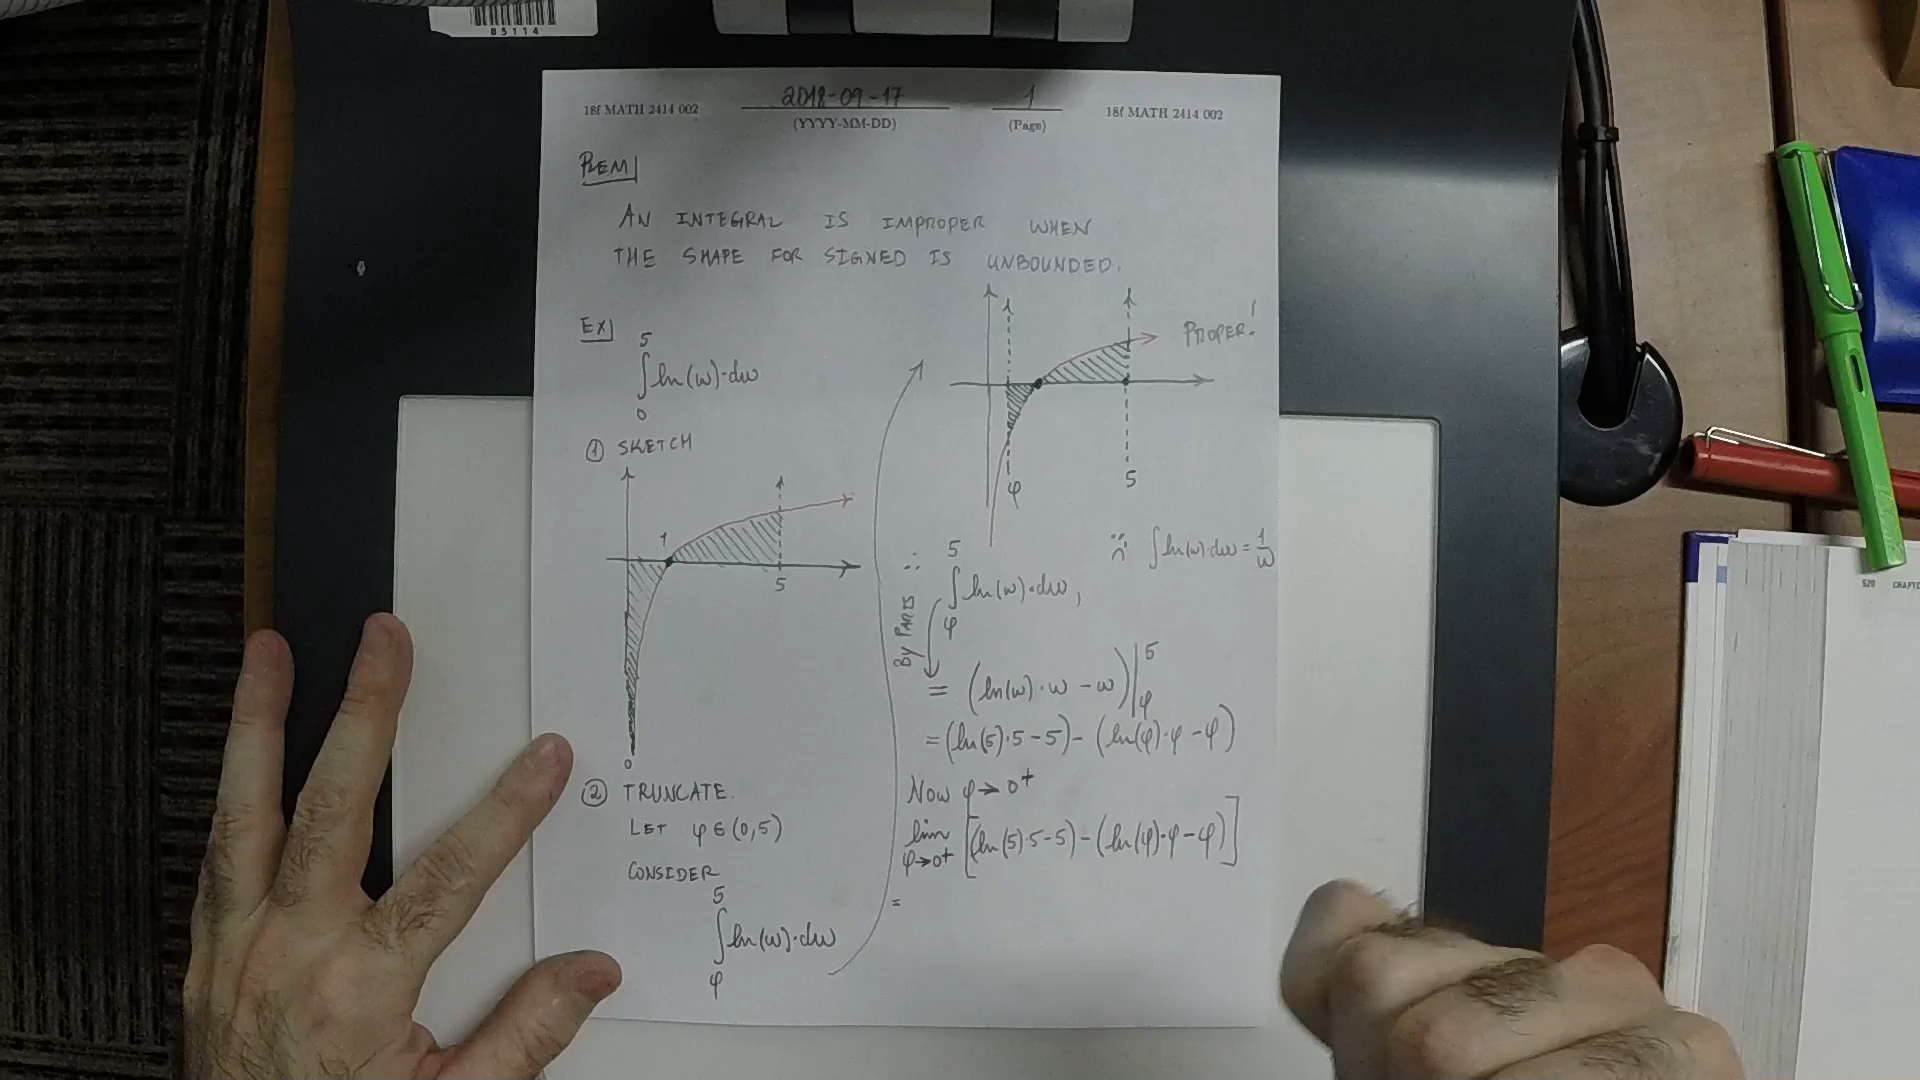 85114
18f MATH 2414 002
2018-09-17
(YYYY-MM-DD)
1
(Page)
18f MATH 2414 002
REM
AN INTEGRAL IS IMPROPER WHEN
THE SHAPE FOR SIGNED IS UNBOUNDED.
EX
5
∫ ln(w)·dw
0
① SKETCH
1
5
0
② TRUNCATE.
LET φ∈(0,5)
CONSIDER
5
∫ ln(w)·dw
φ
PROPER!
φ
5
∴
5
∫ ln(w)·dw,
φ
∫ln(w)·dw = 1/w
BY PARTS
= (ln(w)·w - w)|
5
φ
= (ln(5)·5-5) - (ln(φ)·φ-φ)
NOW φ→0+
lim [(ln(5)·5-5) - (ln(φ)·φ-φ)]
φ→0+
=
520 CHAPT